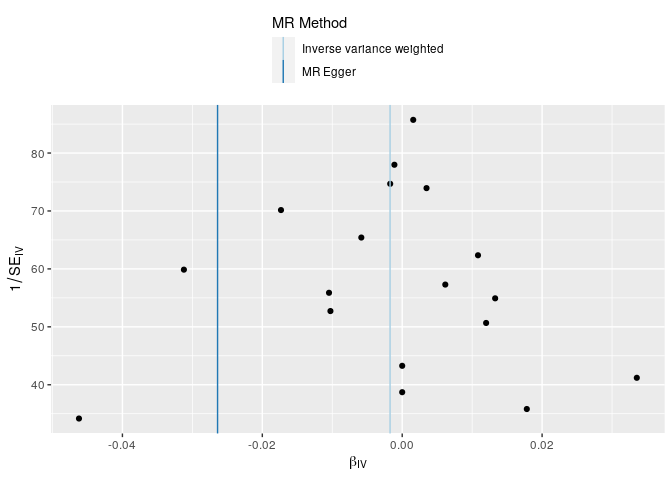 MR Method
Inverse variance weighted
MR Egger
80
70
60
50
40
1/SE_IV
-0.04 -0.02 0.00 0.02
β_IV